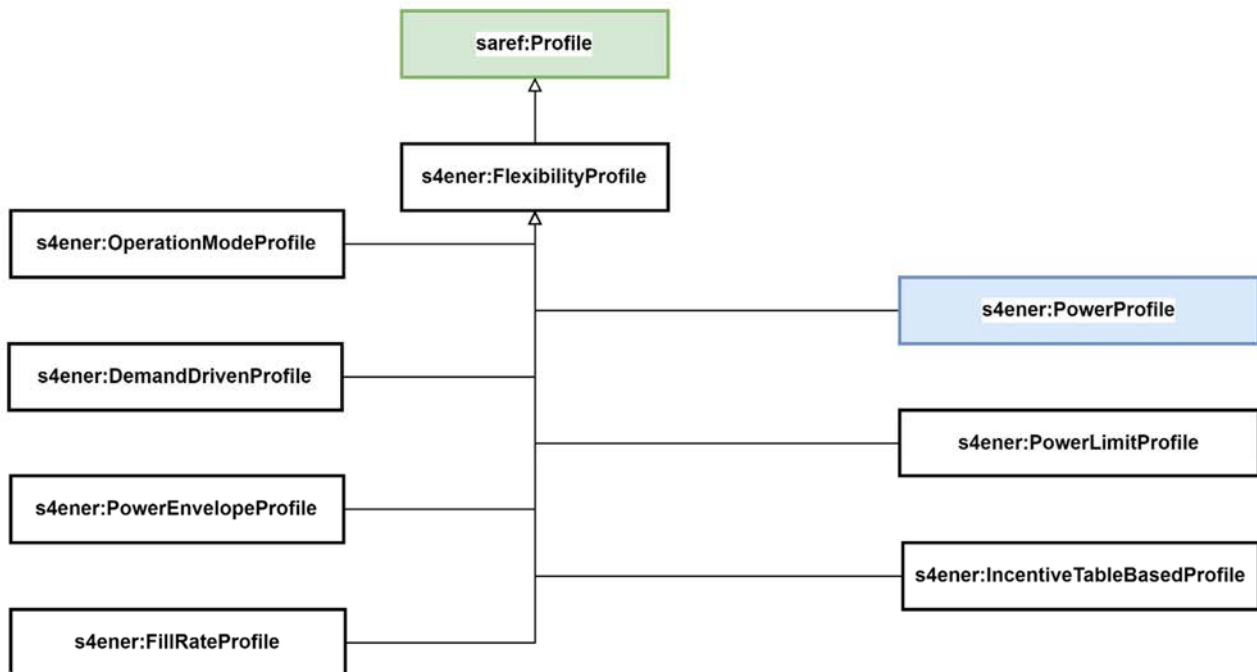 saref:Profile
s4ener:FlexibilityProfile
s4ener:OperationModeProfile
s4ener:PowerProfile
s4ener:DemandDrivenProfile
s4ener:PowerLimitProfile
s4ener:PowerEnvelopeProfile
s4ener:IncentiveTableBasedProfile
s4ener:FillRateProfile